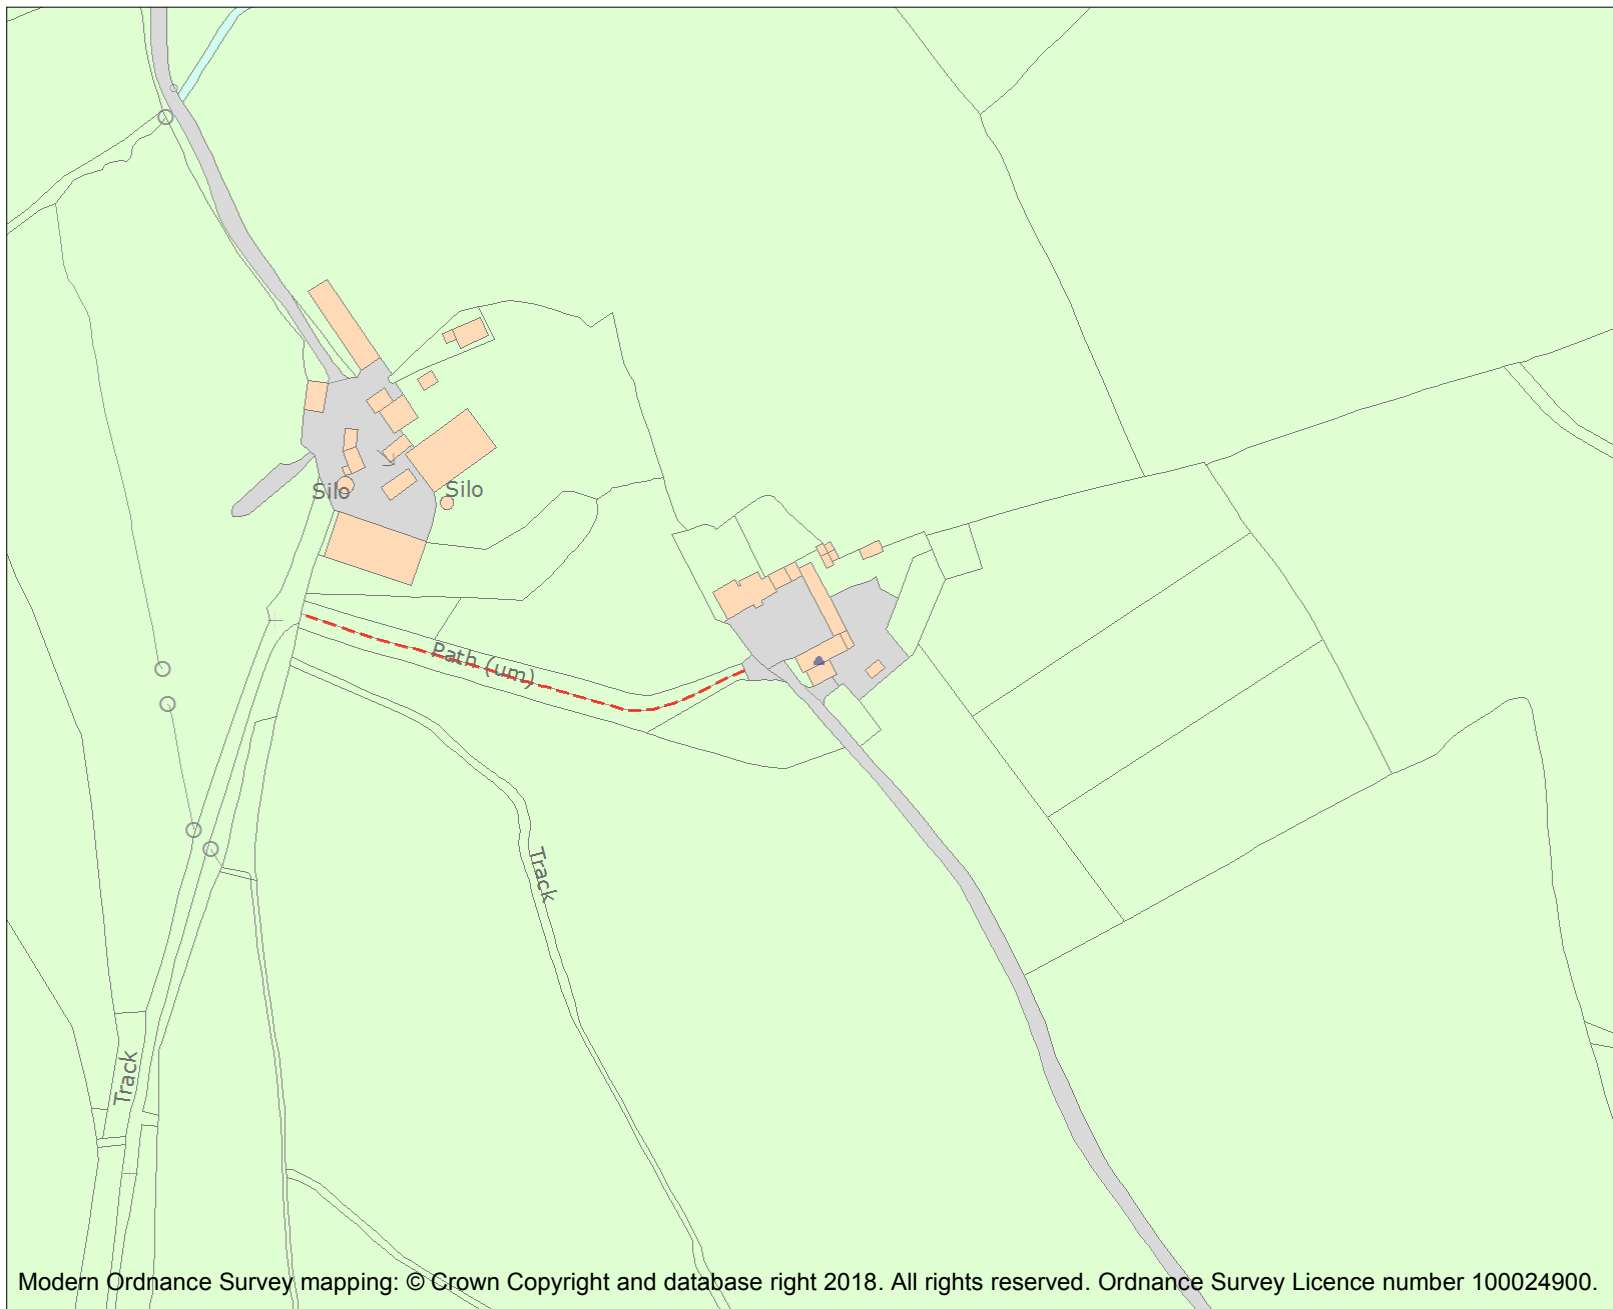 Silo
Silo
Path (um)
Track
Track
Modern Ordnance Survey mapping: © Crown Copyright and database right 2018. All rights reserved. Ordnance Survey Licence number 100024900.